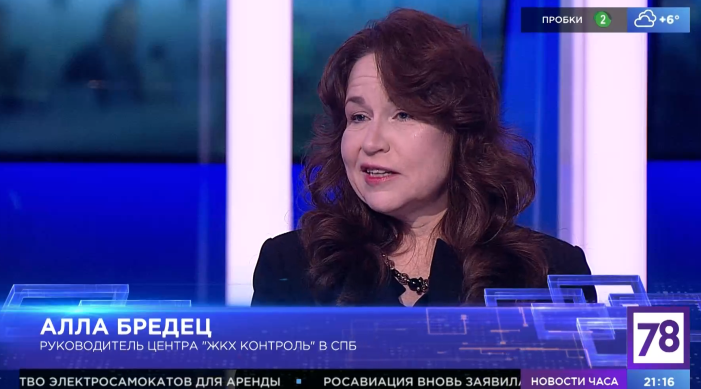 ПРОБКИ 2 +6°
АЛЛА БРЕДЕЦ
РУКОВОДИТЕЛЬ ЦЕНТРА "ЖКХ КОНТРОЛЬ" В СПБ
78
ТВО ЭЛЕКТРОСАМОКАТОВ ДЛЯ АРЕНДЫ ▪ РОСАВИАЦИЯ ВНОВЬ ЗАЯВИЛА НОВОСТИ ЧАСА 21:16